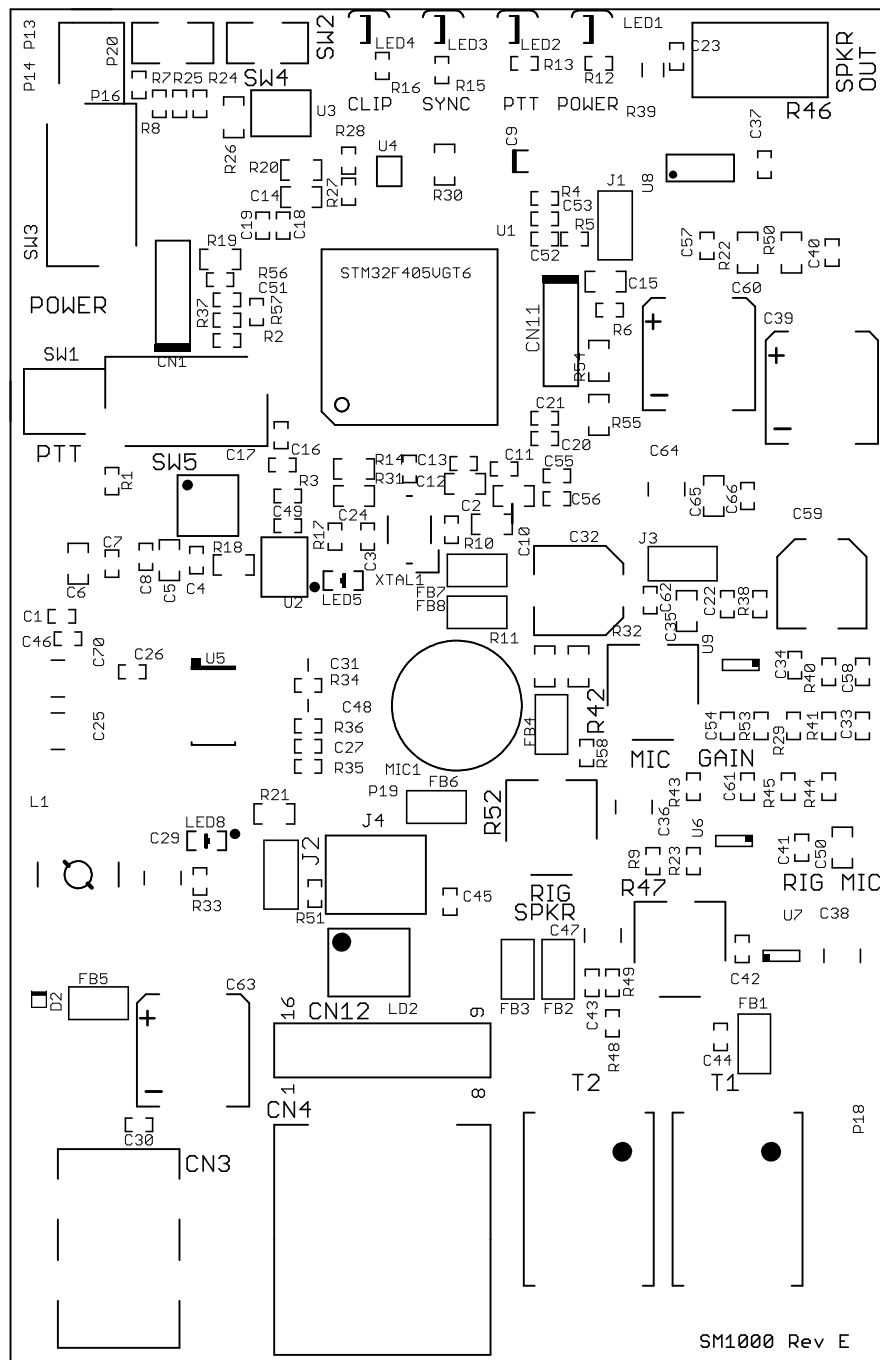 P13
P14
P20
SW2
LED4
LED3
LED2
LED1
C23
SPKR
OUT
R7
R25
R24
SW4
R16
R15
R13
R12
P16
R8
R26
U3
CLIP
SYNC
PTT
POWER
R39
R46
R28
U4
C9
C37
R20
R27
R30
J1
U8
C14
R4
C53
C19
C18
U1
R5
C52
SW3
R19
C57
R22
R50
C40
R56
C51
STM32F405VGT6
C15
C60
POWER
R37
R57
R2
CN11
R6
C39
SW1
CN1
R54
C21
R55
PTT
SW5
C17
C16
C20
R14
C13
C11
C64
R1
R3
R31
C12
C55
C56
C65
C66
C49
C24
C2
C7
R18
R17
C3
R10
C10
C32
J3
C59
C6
C8
C5
C4
U2
LED5
XTAL1
FB7
FB8
C62
C35
C22
R38
C1
C46
R11
R32
U9
C70
C26
U5
C31
R34
C34
R40
C58
C25
C48
R36
C27
R35
FB4
R42
R58
C54
R53
R29
R41
C33
MIC1
MIC
GAIN
L1
R21
P19
FB6
R52
R43
C61
R45
R44
C29
LED8
J4
C36
U6
J2
R9
R23
C41
C50
R33
R51
C45
RIG
SPKR
R47
RIG MIC
C47
U7
C38
C42
D2
FB5
C63
16
CN12
LD2
9
FB3
FB2
C43
R49
R48
C44
FB1
1
8
T2
T1
C30
CN4
P18
CN3
SM1000 Rev E